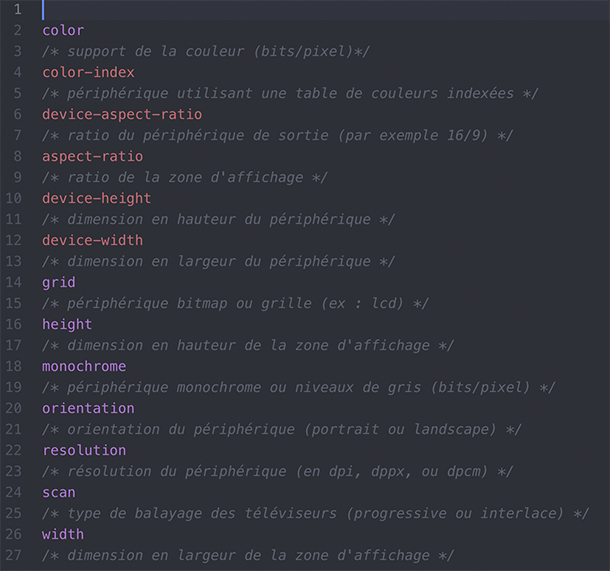 1
2 color
3 /* support de la couleur (bits/pixel)*/
4 color-index
5 /* périphérique utilisant une table de couleurs indexées */
6 device-aspect-ratio
7 /* ratio du périphérique de sortie (par exemple 16/9) */
8 aspect-ratio
9 /* ratio de la zone d'affichage */
10 device-height
11 /* dimension en hauteur du périphérique */
12 device-width
13 /* dimension en largeur du périphérique */
14 grid
15 /* périphérique bitmap ou grille (ex : lcd) */
16 height
17 /* dimension en hauteur de la zone d'affichage */
18 monochrome
19 /* périphérique monochrome ou niveaux de gris (bits/pixel) */
20 orientation
21 /* orientation du périphérique (portrait ou landscape) */
22 resolution
23 /* résolution du périphérique (en dpi, dppx, ou dpcm) */
24 scan
25 /* type de balayage des téléviseurs (progressive ou interlace) */
26 width
27 /* dimension en largeur de la zone d'affichage */